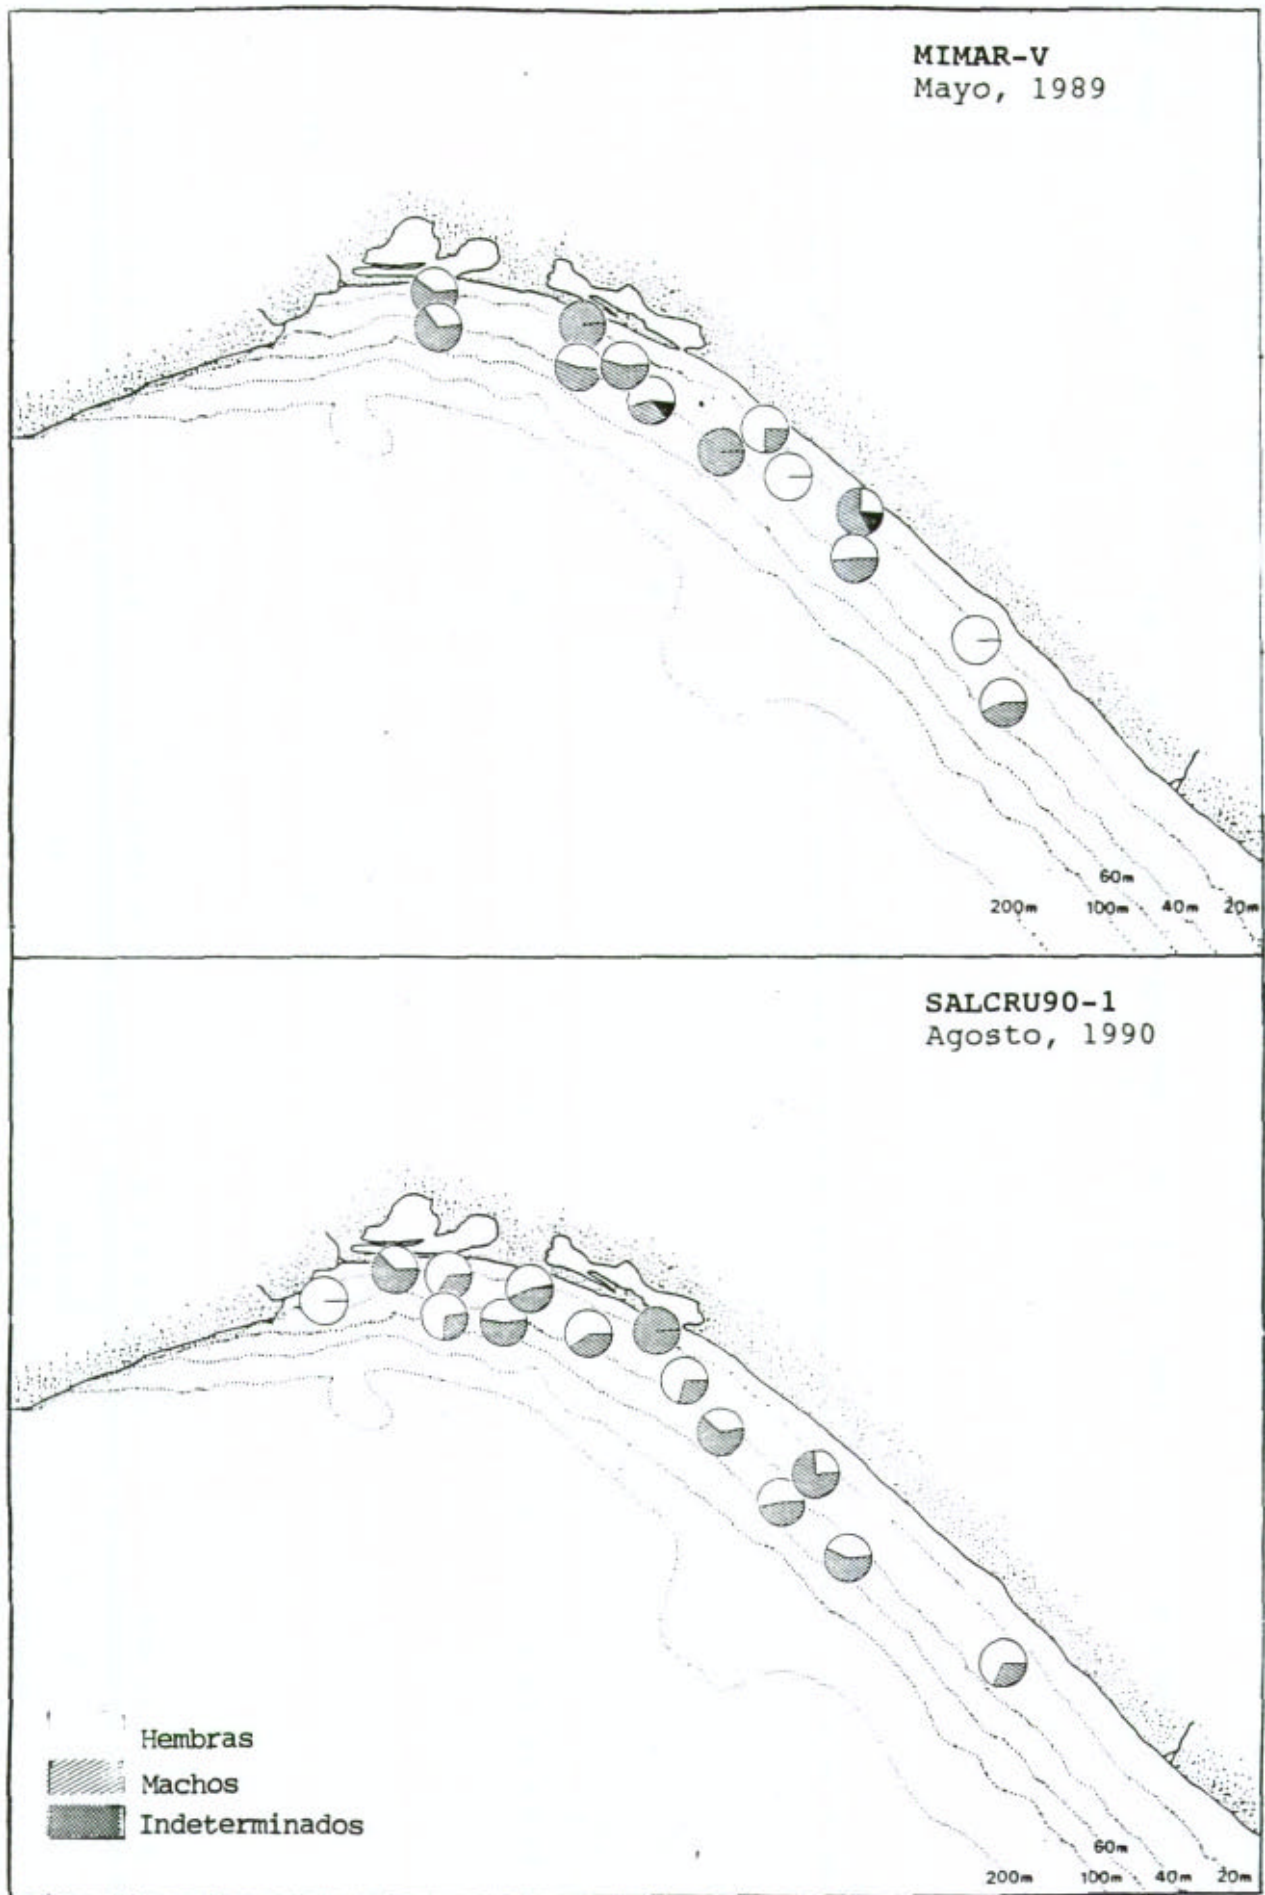 MIMAR-V
Mayo, 1989
60m
200m 100m 40m 20m
SALCRU90-1
Agosto, 1990
Hembras
Machos
Indeterminados
60m
200m 100m 40m 20m